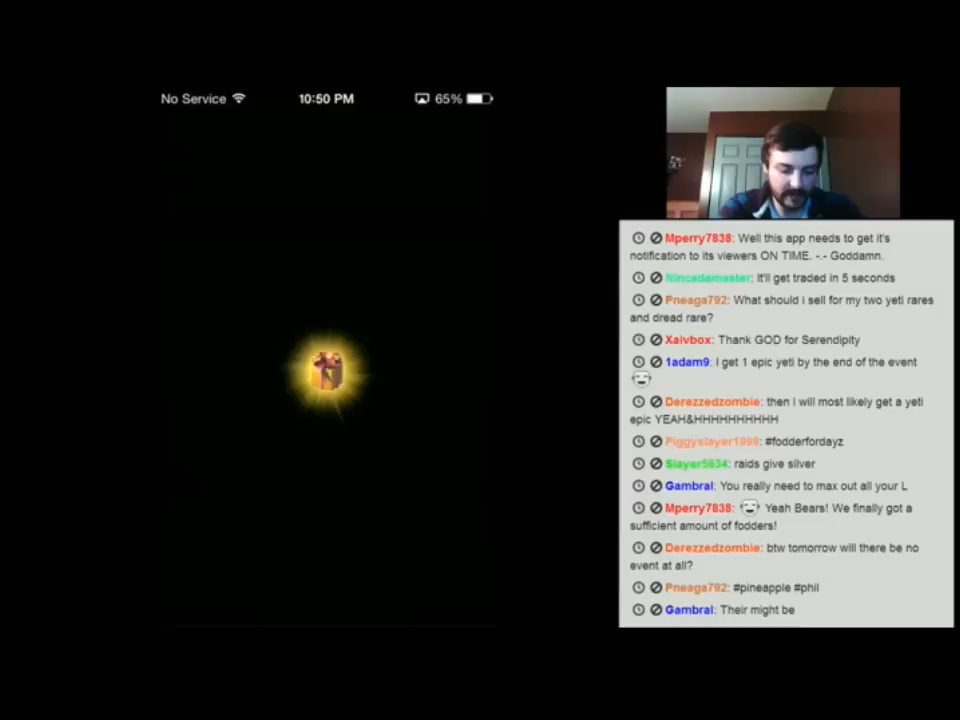 No Service 10:50 PM 65%
Mperry7838: Well this app needs to get it's
notification to its viewers ON TIME. -.- Goddamn.
Nincadamaster: It'll get traded in 5 seconds
Pneaga792: What should i sell for my two yeti rares
and dread rare?
Xaivbox: Thank GOD for Serendipity
1adam9: I get 1 epic yeti by the end of the event
Derezzedzombie: then I will most likely get a yeti
epic YEAH&HHHHHHHHHH
Piggyslayer1999: #fodderfordayz
Slayer5634: raids give silver
Gambral: You really need to max out all your L
Mperry7838: Yeah Bears! We finally got a
sufficient amount of fodders!
Derezzedzombie: btw tomorrow will there be no
event at all?
Pneaga792: #pineapple #phil
Gambral: Their might be